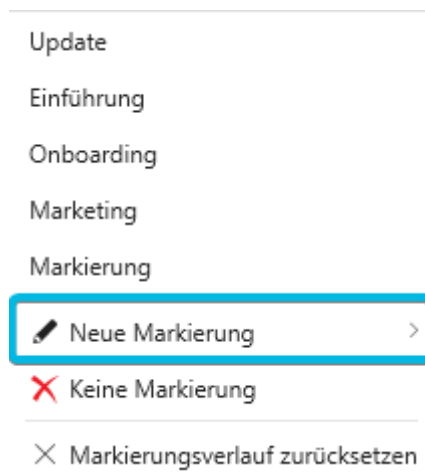 Update
Einführung
Onboarding
Marketing
Markierung
Neue Markierung
Keine Markierung
Markierungsverlauf zurücksetzen